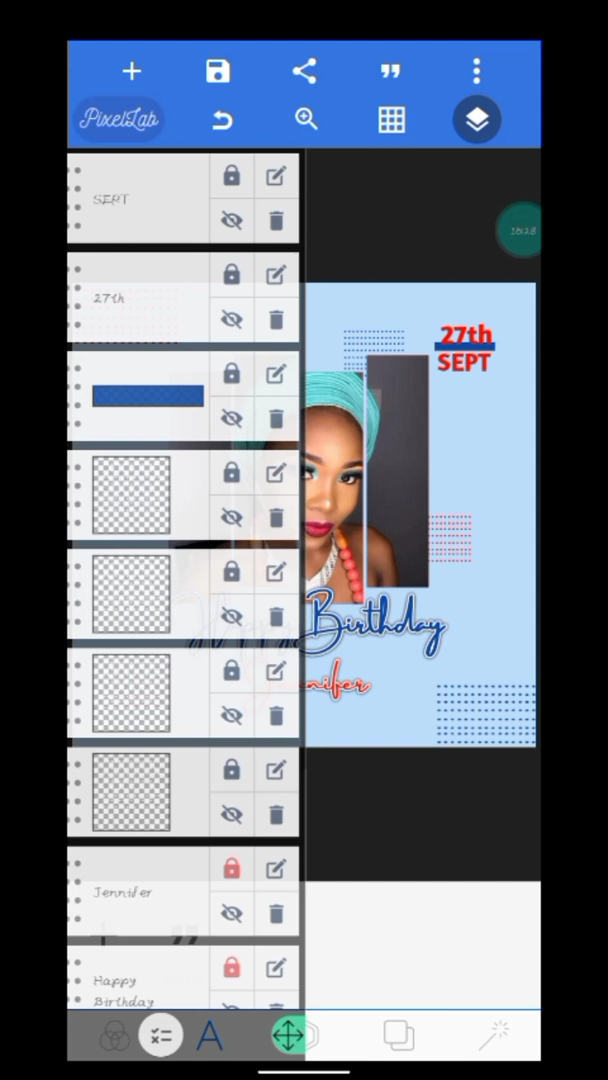 PixelLab
SEPT
27th
27th
SEPT
Birthday
Jennifer
Happy
Birthday